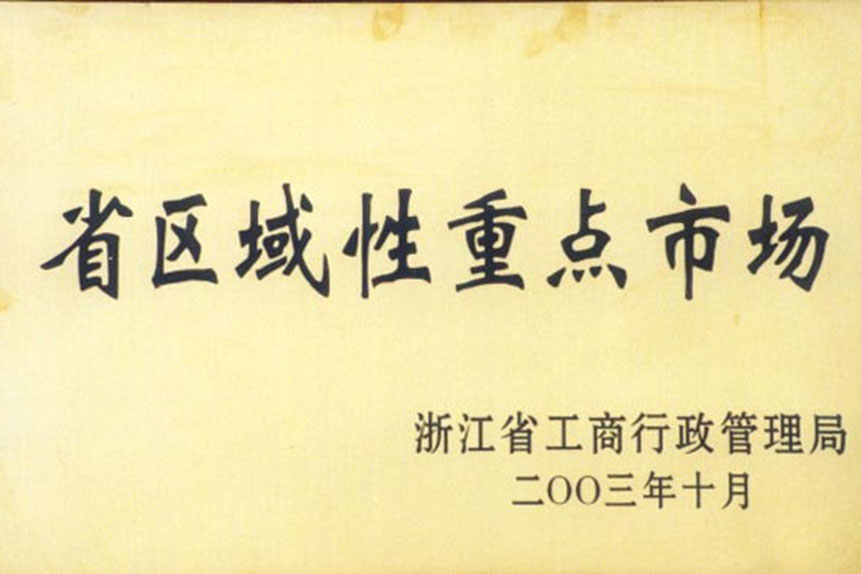 省区域性重点市场
浙江省工商行政管理局
二OO三年十月